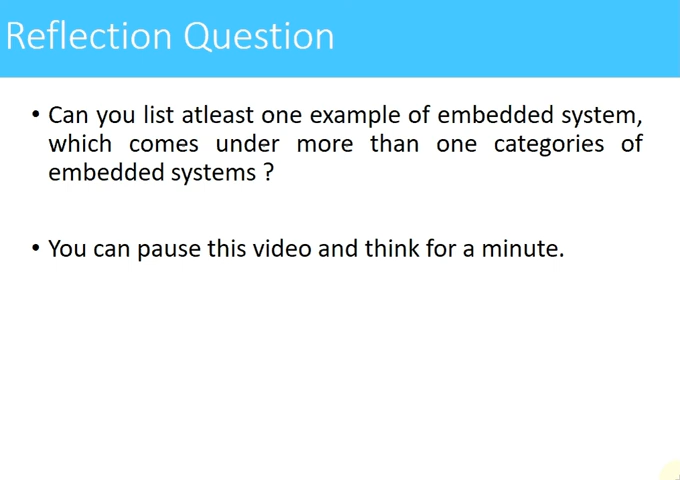 Reflection Question
• Can you list atleast one example of embedded system,
which comes under more than one categories of
embedded systems ?
• You can pause this video and think for a minute.